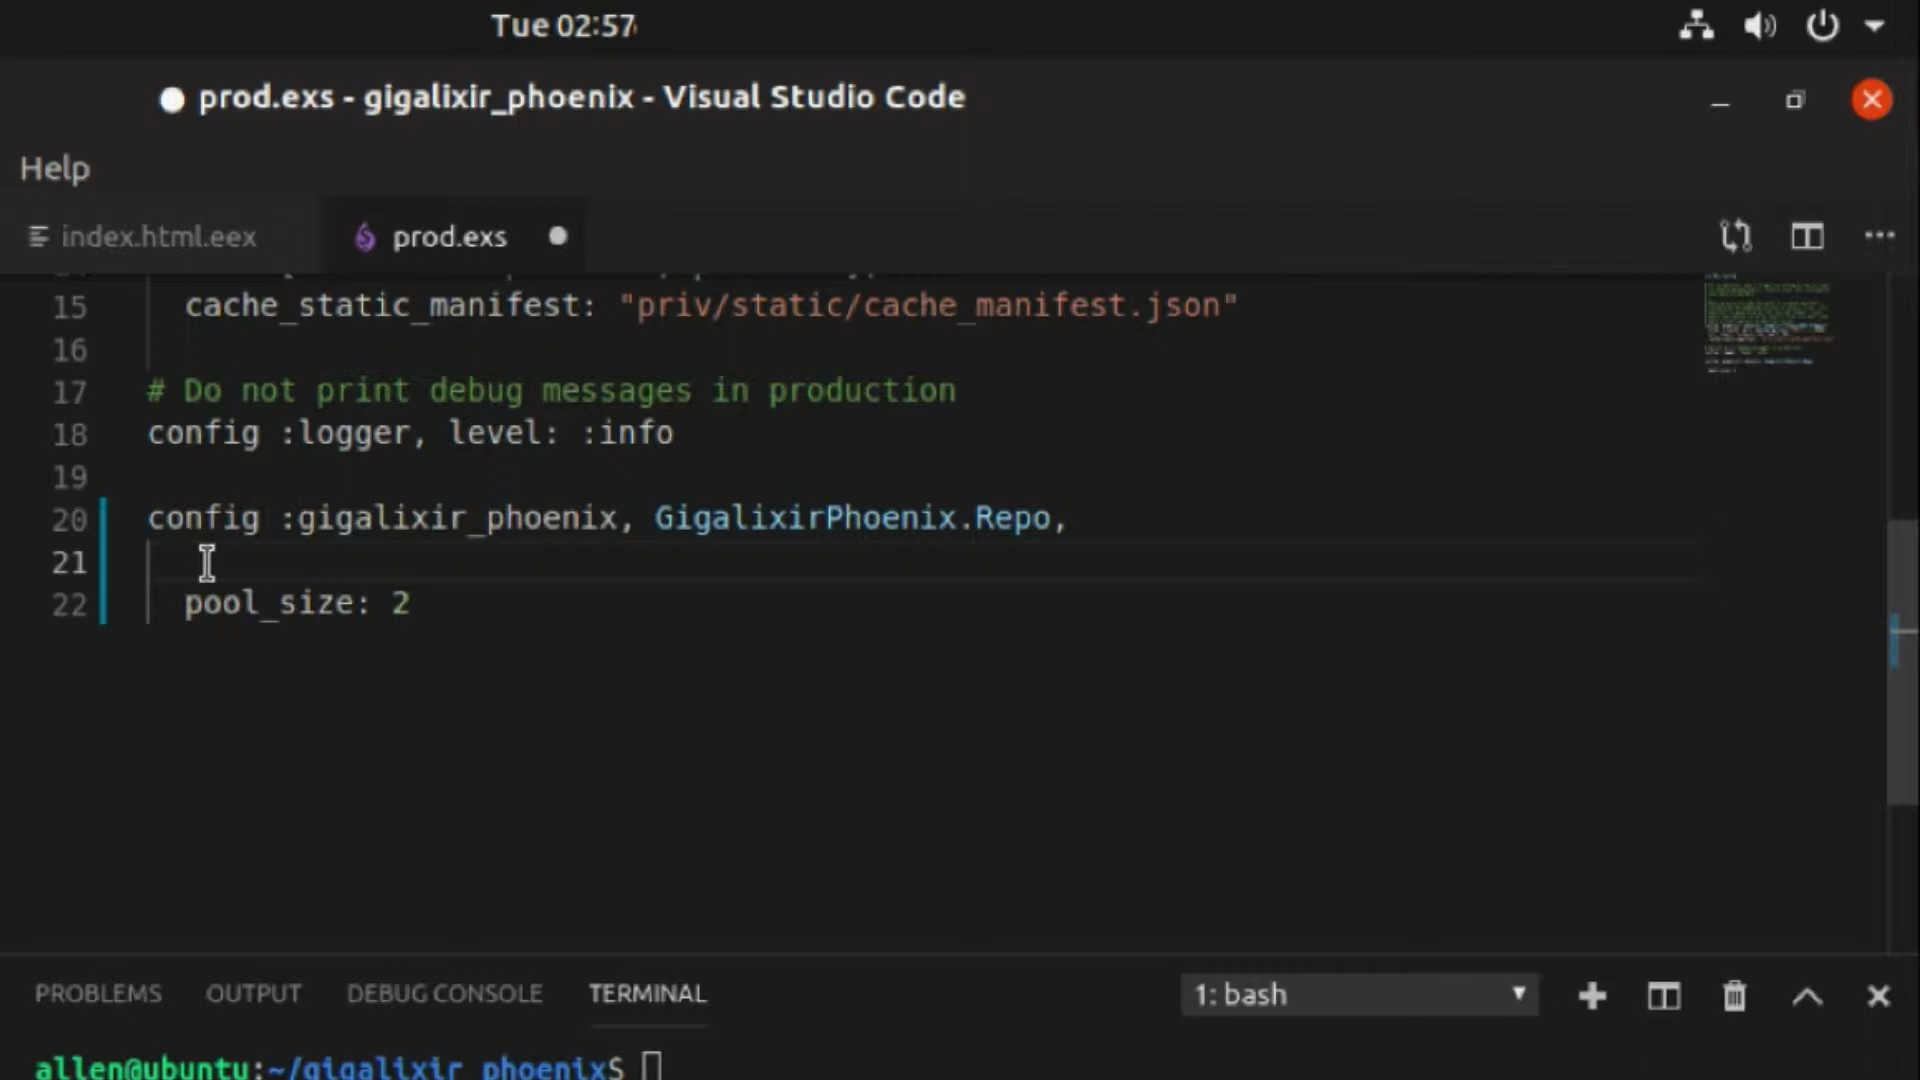 Tue 02:57
prod.exs - gigalixir_phoenix - Visual Studio Code
Help
index.html.eex
prod.exs
15 cache_static_manifest: "priv/static/cache_manifest.json"
16
17 # Do not print debug messages in production
18 config :logger, level: :info
19
20 config :gigalixir_phoenix, GigalixirPhoenix.Repo,
21
22 pool_size: 2
PROBLEMS OUTPUT DEBUG CONSOLE TERMINAL 1: bash
allen@ubuntu:~/gigalixir_phoenix$